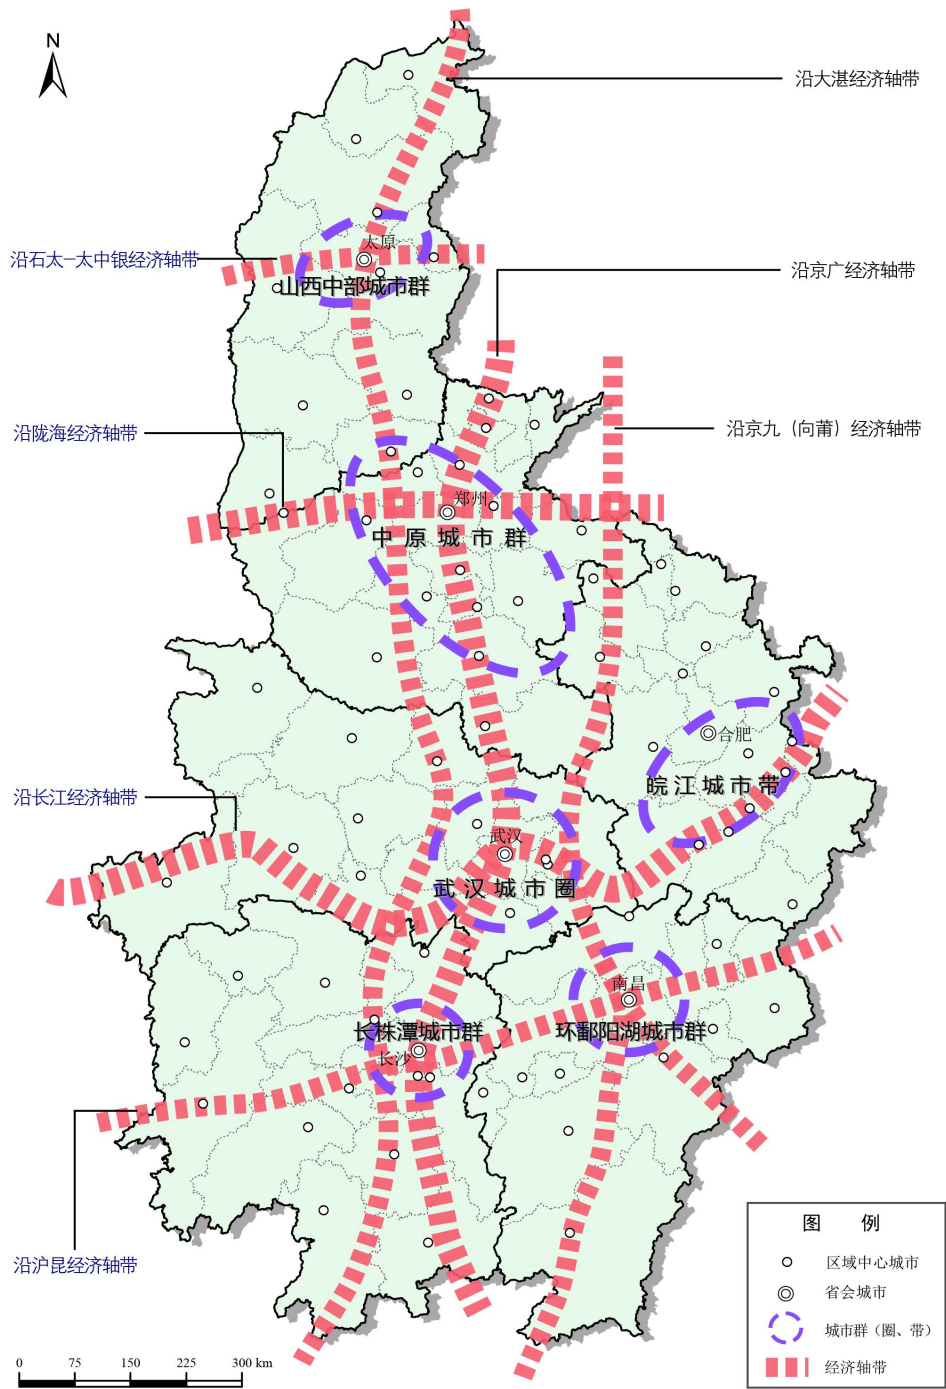 N
沿大湛经济轴带
太原
沿石太—太中银经济轴带
沿京广经济轴带
山西中部城市群
沿陇海经济轴带
沿京九（向莆）经济轴带
郑州
中原城市群
合肥
皖江城市带
沿长江经济轴带
武汉
武汉城市圈
南昌
长株潭城市群
环鄱阳湖城市群
长沙
沿沪昆经济轴带
图 例
区域中心城市
省会城市
城市群（圈、带）
经济轴带
0 75 150 225 300 km